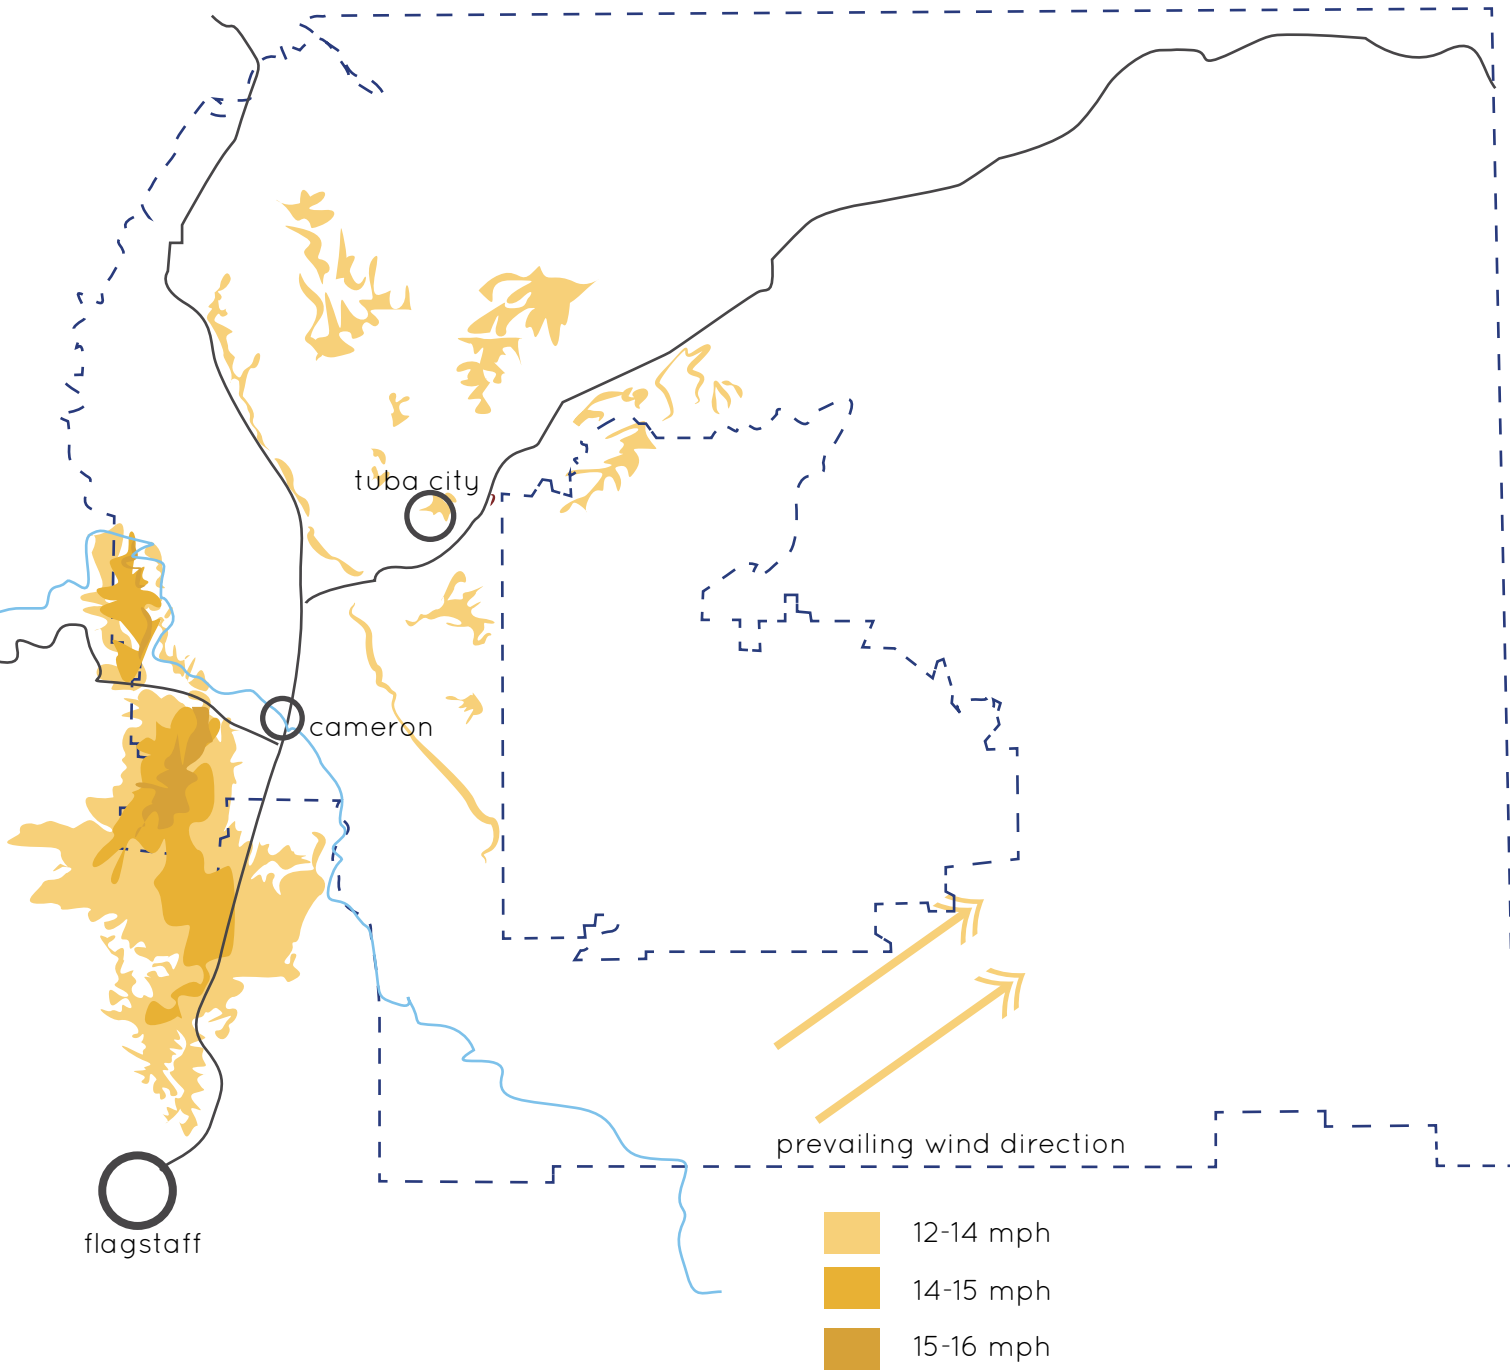 tuba city
cameron
prevailing wind direction
flagstaff
12-14 mph
14-15 mph
15-16 mph